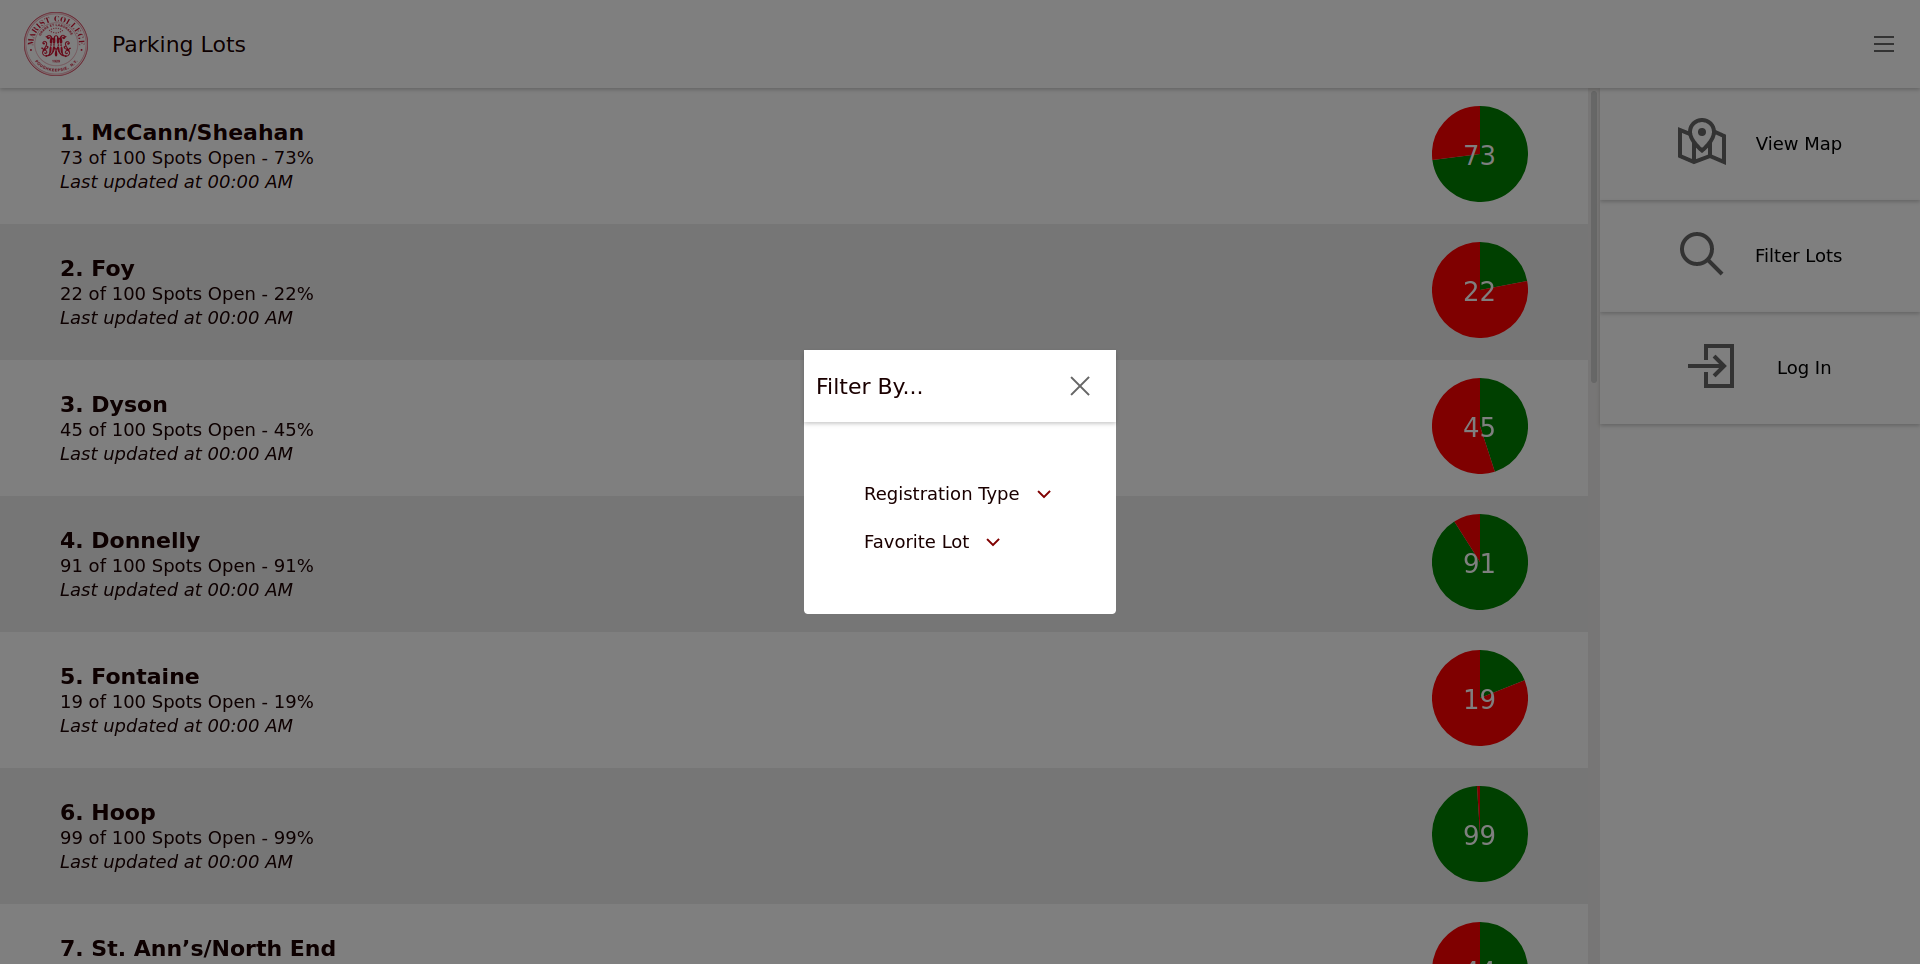 MARIST COLLEGE
Parking Lots
1. McCann/Sheahan
73 of 100 Spots Open - 73%
Last updated at 00:00 AM
73
2. Foy
22 of 100 Spots Open - 22%
Last updated at 00:00 AM
22
3. Dyson
45 of 100 Spots Open - 45%
Last updated at 00:00 AM
45
4. Donnelly
91 of 100 Spots Open - 91%
Last updated at 00:00 AM
91
5. Fontaine
19 of 100 Spots Open - 19%
Last updated at 00:00 AM
19
6. Hoop
99 of 100 Spots Open - 99%
Last updated at 00:00 AM
99
7. St. Ann’s/North End
View Map
Filter Lots
Log In
Filter By...
Registration Type
Favorite Lot